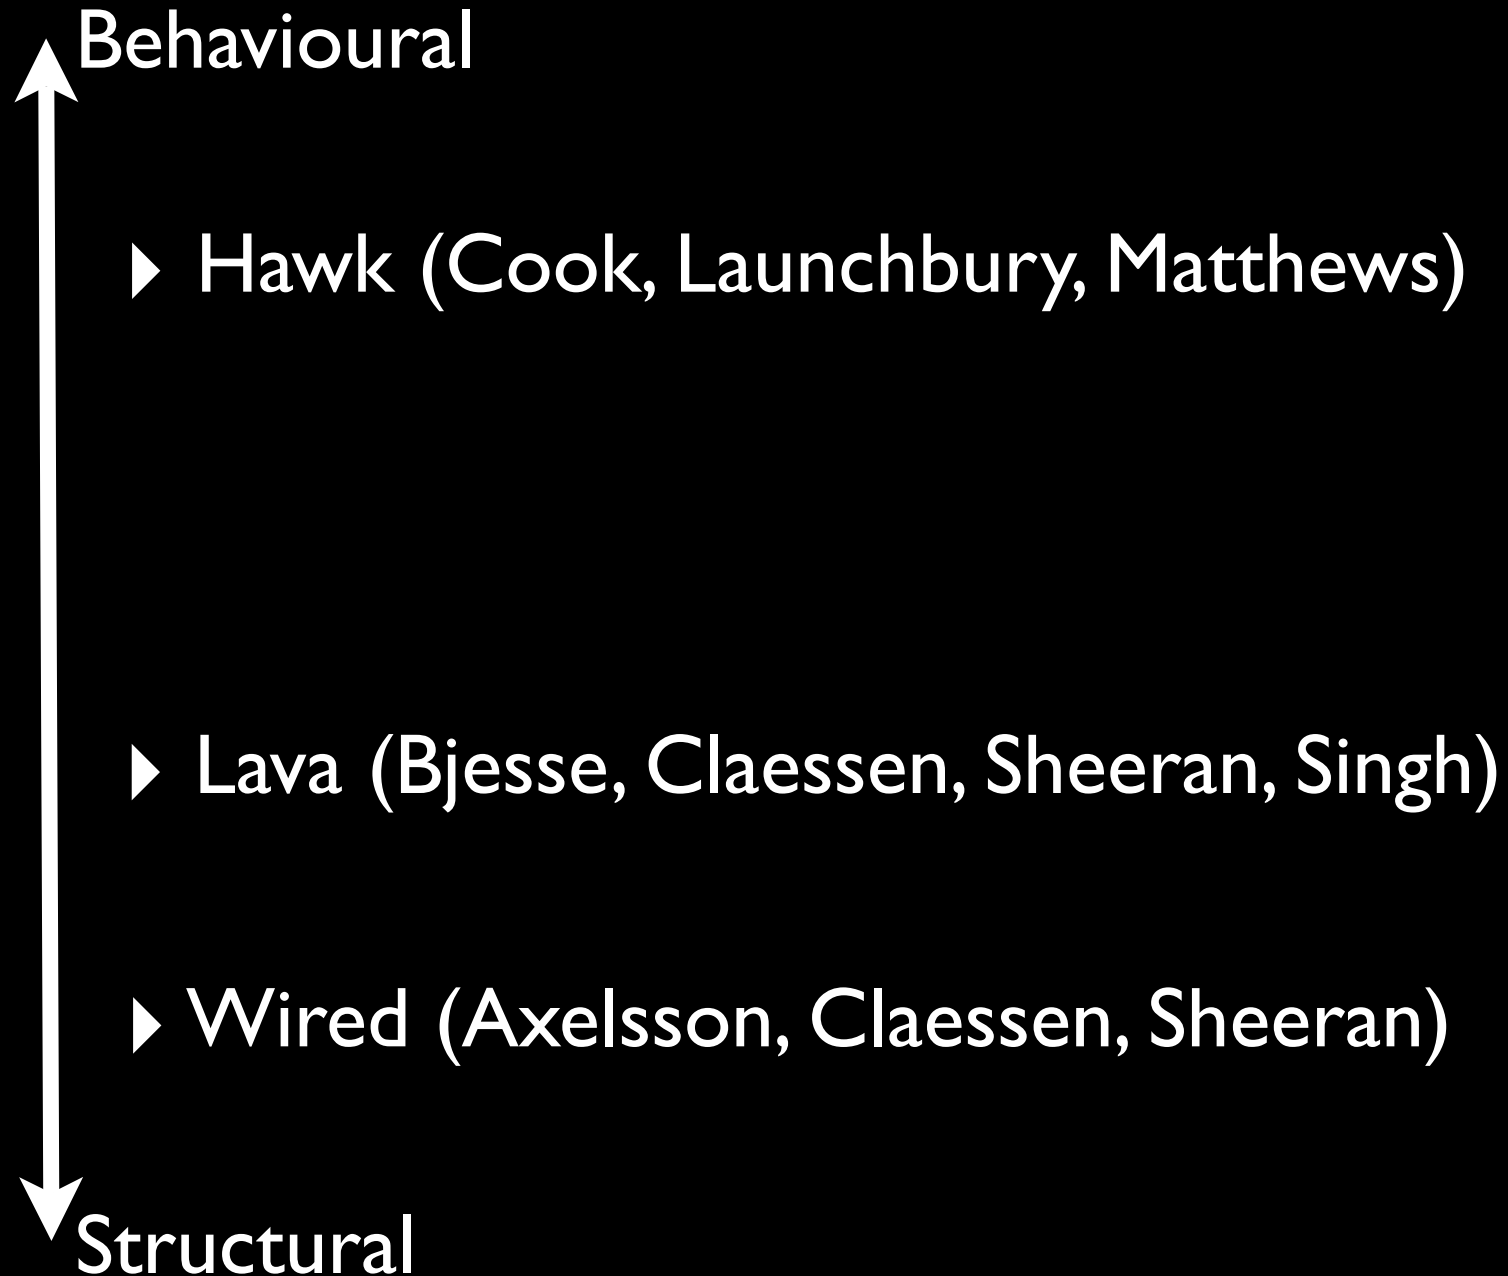 Behavioural
‣ Hawk (Cook, Launchbury, Matthews)
‣ Lava (Bjesse, Claessen, Sheeran, Singh)
‣ Wired (Axelsson, Claessen, Sheeran)
Structural